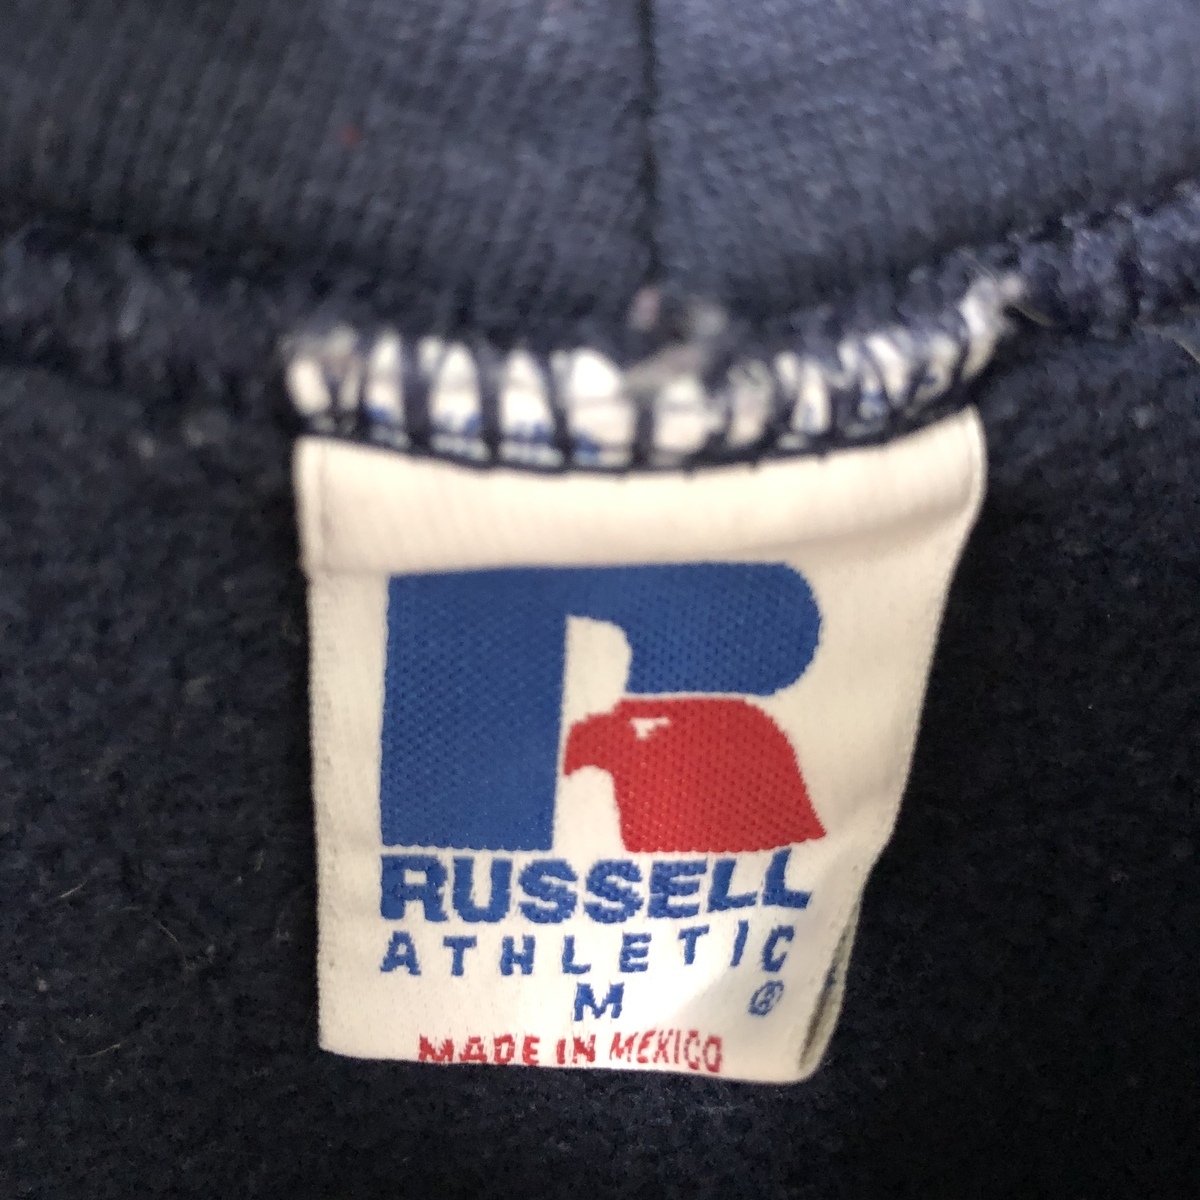 R
RUSSELL
ATHLETIC
M ®
MADE IN MEXICO